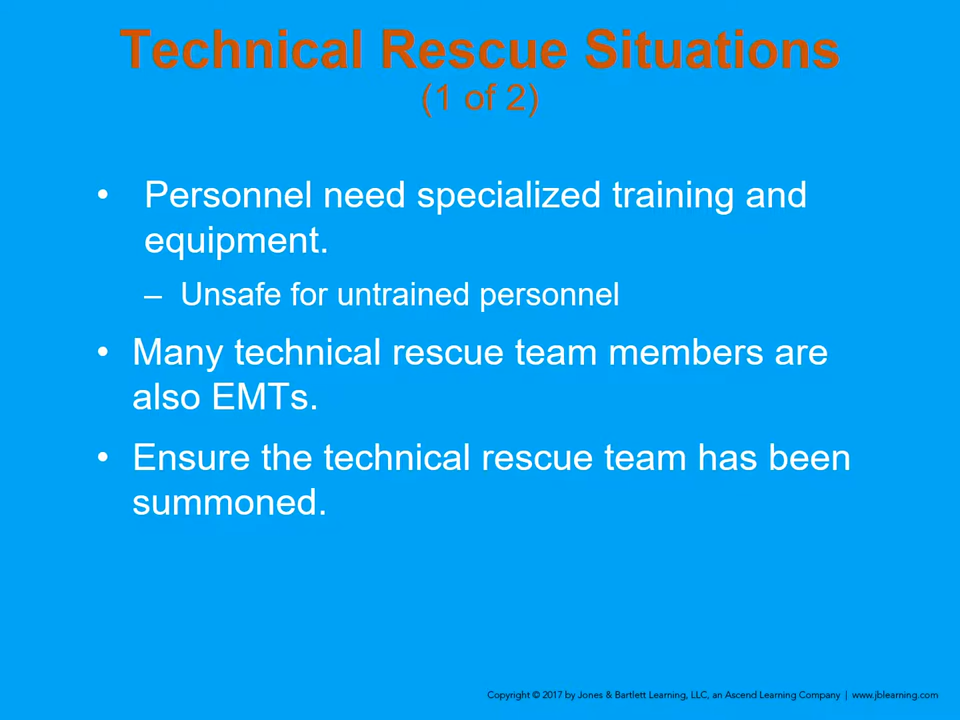 Technical Rescue Situations
(1 of 2)
• Personnel need specialized training and
equipment.
– Unsafe for untrained personnel
• Many technical rescue team members are
also EMTs.
• Ensure the technical rescue team has been
summoned.
Copyright © 2017 by Jones & Bartlett Learning, LLC, an Ascend Learning Company | www.jblearning.com